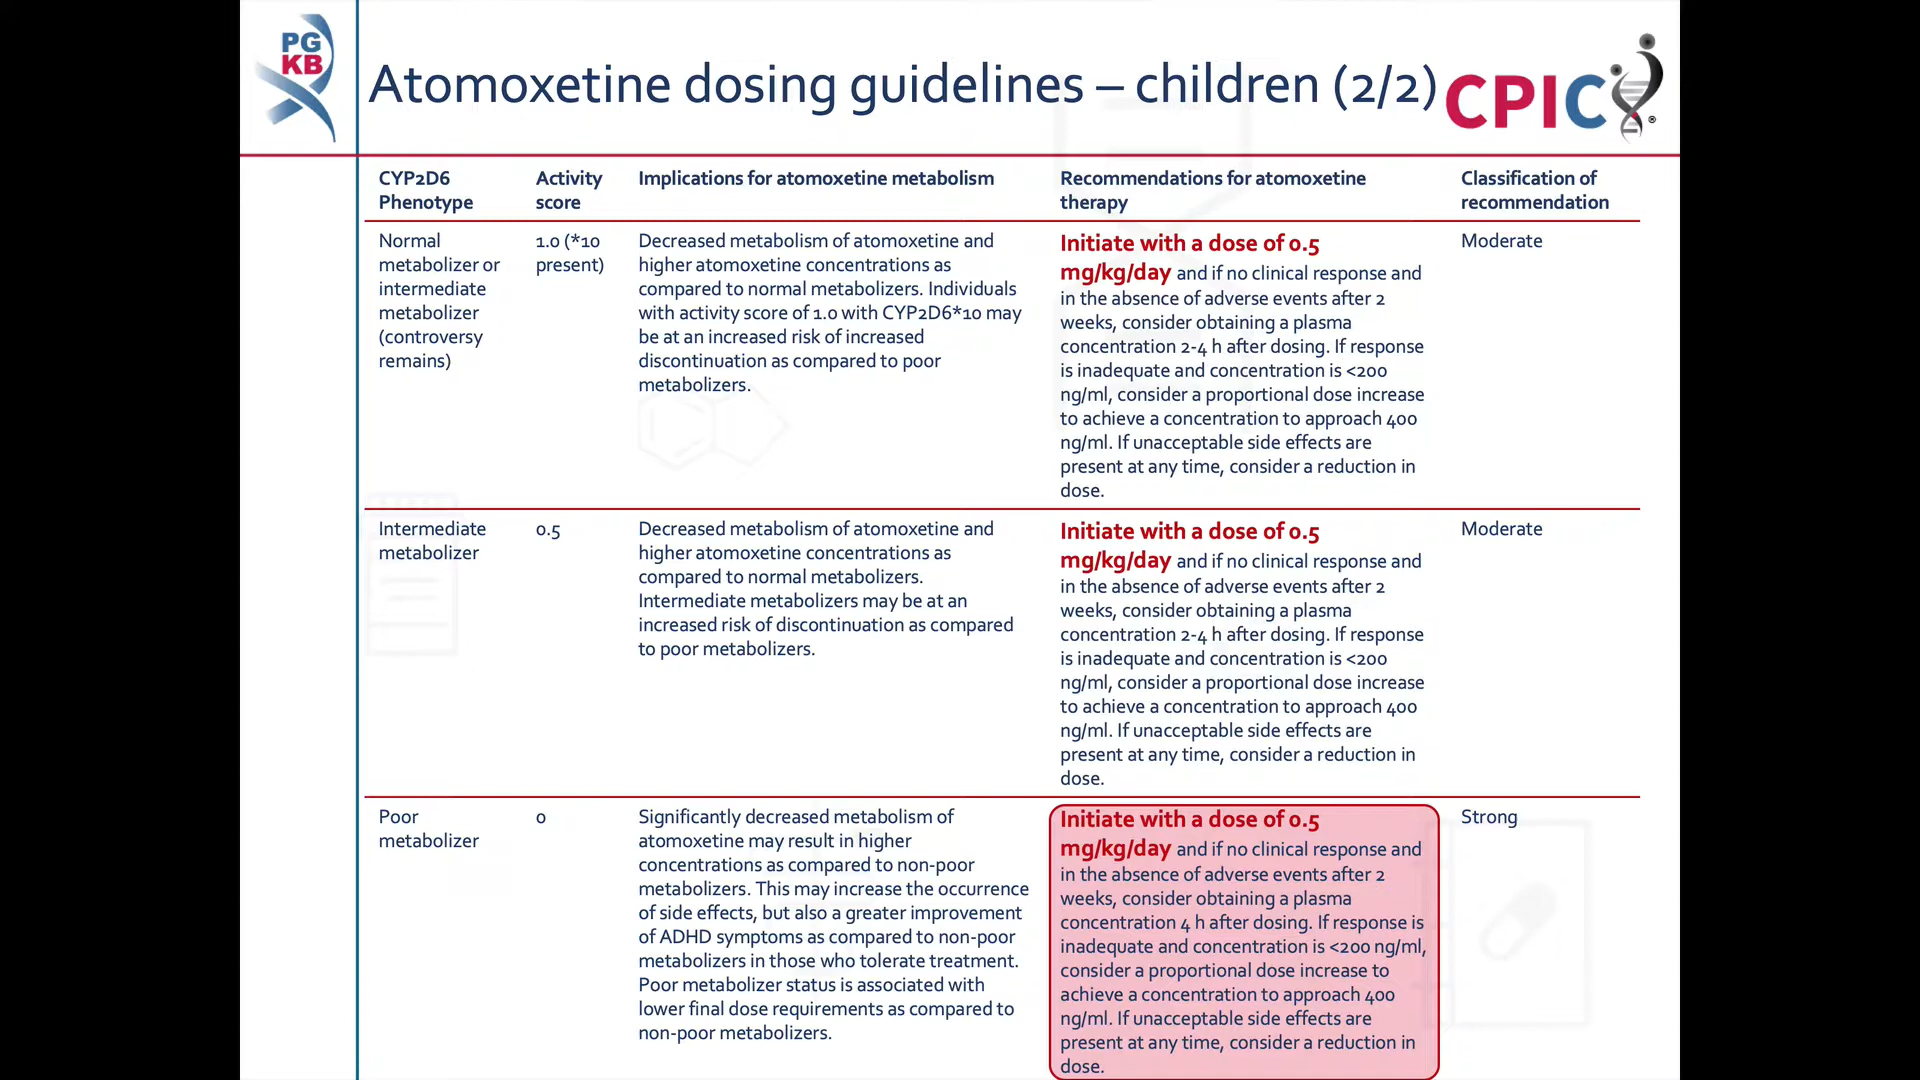 PG
KB
Atomoxetine dosing guidelines – children (2/2)
CPIC®
CYP2D6
Phenotype
Activity
score
Implications for atomoxetine metabolism
Recommendations for atomoxetine
therapy
Classification of
recommendation
Normal
metabolizer or
intermediate
metabolizer
(controversy
remains)
1.0 (*10
present)
Decreased metabolism of atomoxetine and
higher atomoxetine concentrations as
compared to normal metabolizers. Individuals
with activity score of 1.0 with CYP2D6*10 may
be at an increased risk of increased
discontinuation as compared to poor
metabolizers.
Initiate with a dose of 0.5
mg/kg/day and if no clinical response and
in the absence of adverse events after 2
weeks, consider obtaining a plasma
concentration 2-4 h after dosing. If response
is inadequate and concentration is <200
ng/ml, consider a proportional dose increase
to achieve a concentration to approach 400
ng/ml. If unacceptable side effects are
present at any time, consider a reduction in
dose.
Moderate
Intermediate
metabolizer
0.5
Decreased metabolism of atomoxetine and
higher atomoxetine concentrations as
compared to normal metabolizers.
Intermediate metabolizers may be at an
increased risk of discontinuation as compared
to poor metabolizers.
Initiate with a dose of 0.5
mg/kg/day and if no clinical response and
in the absence of adverse events after 2
weeks, consider obtaining a plasma
concentration 2-4 h after dosing. If response
is inadequate and concentration is <200
ng/ml, consider a proportional dose increase
to achieve a concentration to approach 400
ng/ml. If unacceptable side effects are
present at any time, consider a reduction in
dose.
Moderate
Poor
metabolizer
0
Significantly decreased metabolism of
atomoxetine may result in higher
concentrations as compared to non-poor
metabolizers. This may increase the occurrence
of side effects, but also a greater improvement
of ADHD symptoms as compared to non-poor
metabolizers in those who tolerate treatment.
Poor metabolizer status is associated with
lower final dose requirements as compared to
non-poor metabolizers.
Initiate with a dose of 0.5
mg/kg/day and if no clinical response and
in the absence of adverse events after 2
weeks, consider obtaining a plasma
concentration 4 h after dosing. If response is
inadequate and concentration is <200 ng/ml,
consider a proportional dose increase to
achieve a concentration to approach 400
ng/ml. If unacceptable side effects are
present at any time, consider a reduction in
dose.
Strong